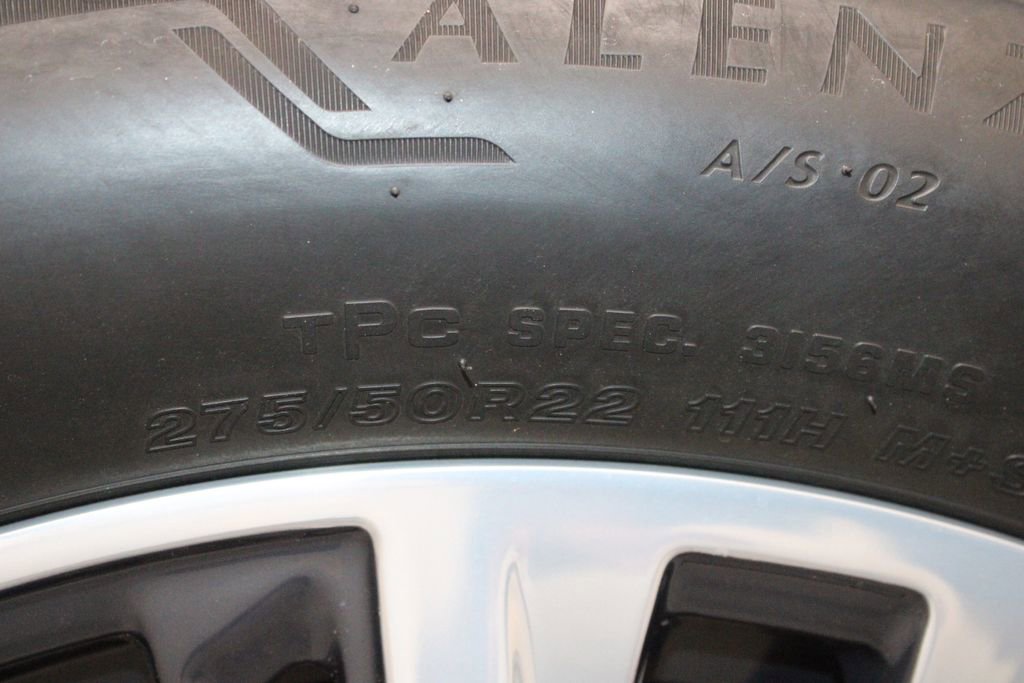 ALENZ
A/S 02
TPC SPEC. 3156MS
275/50R22 111H M+S